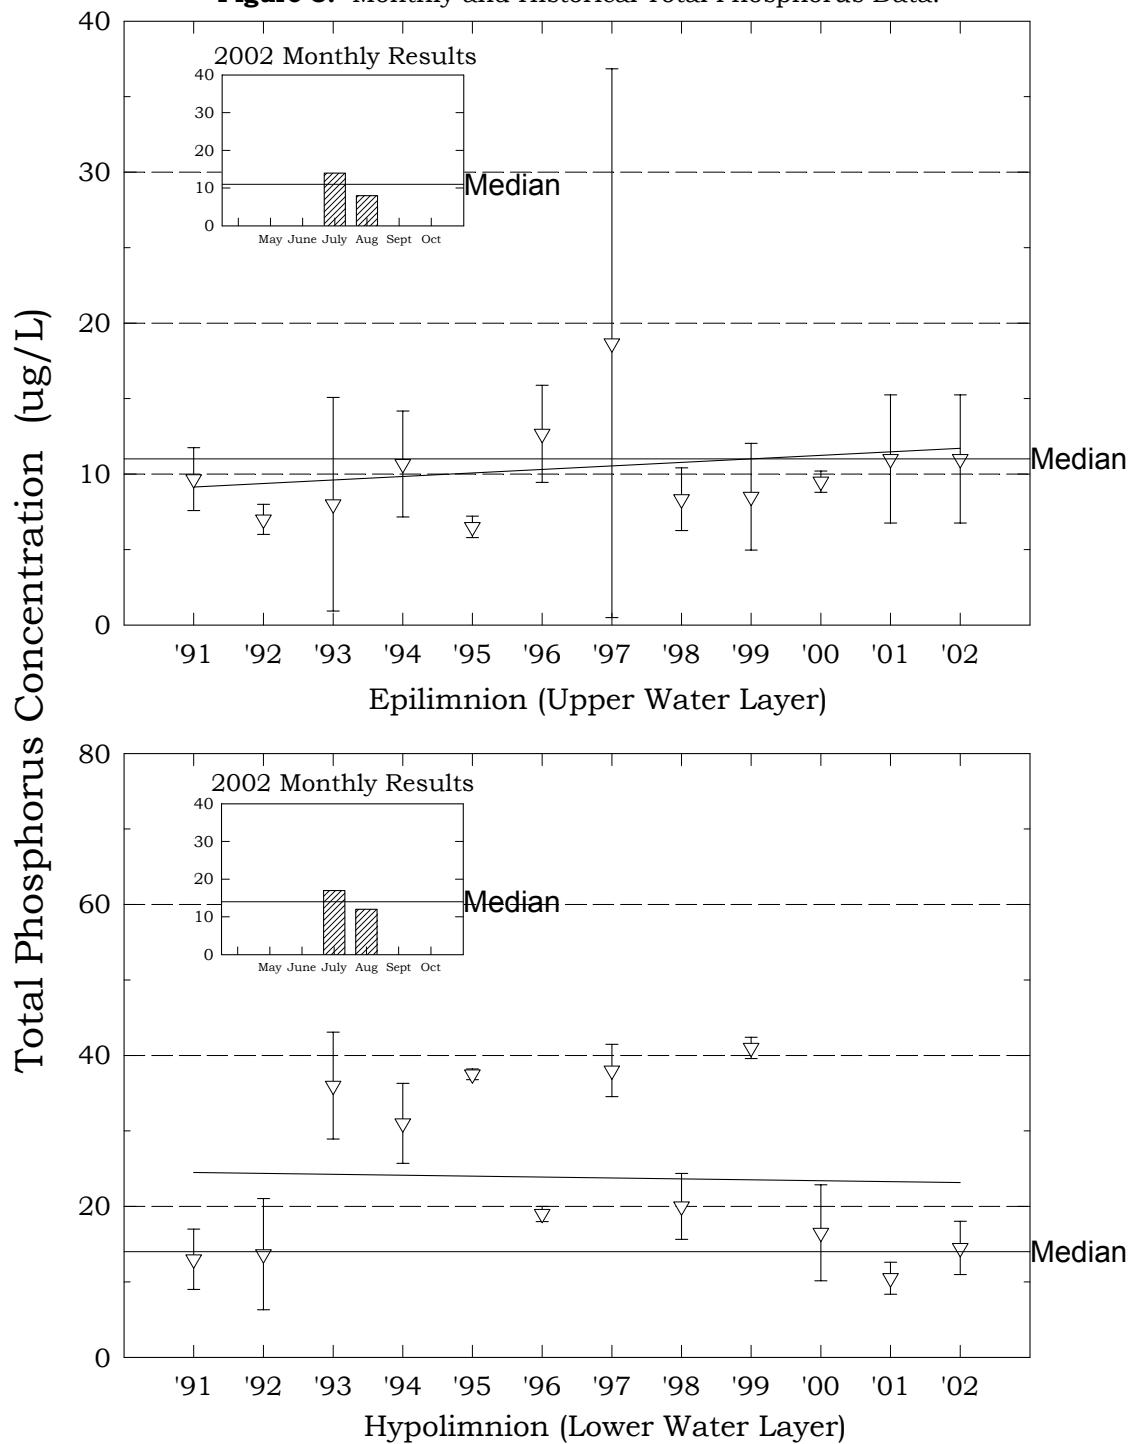 Figure 3. Monthly and Historical Total Phosphorus Data.
Total Phosphorus Concentration (ug/L)
40
30
20
10
0
2002 Monthly Results
40
30
20
10
0
May June July Aug Sept Oct
Median
Median
'91 '92 '93 '94 '95 '96 '97 '98 '99 '00 '01 '02
Epilimnion (Upper Water Layer)
80
60
40
20
0
2002 Monthly Results
40
30
20
10
0
May June July Aug Sept Oct
Median
Median
'91 '92 '93 '94 '95 '96 '97 '98 '99 '00 '01 '02
Hypolimnion (Lower Water Layer)